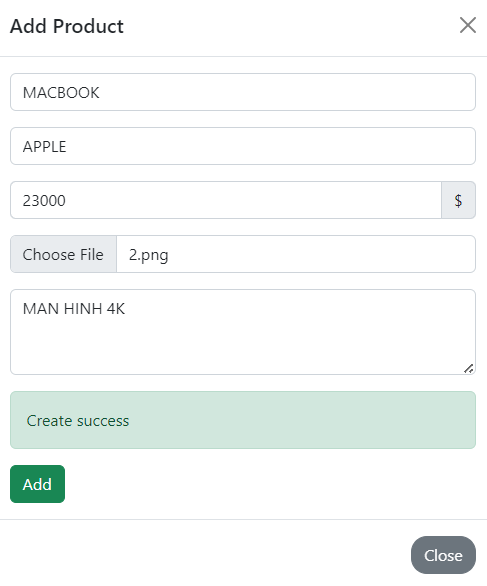 Add Product
MACBOOK
APPLE
23000 $
Choose File 2.png
MAN HINH 4K
Create success
Add
Close